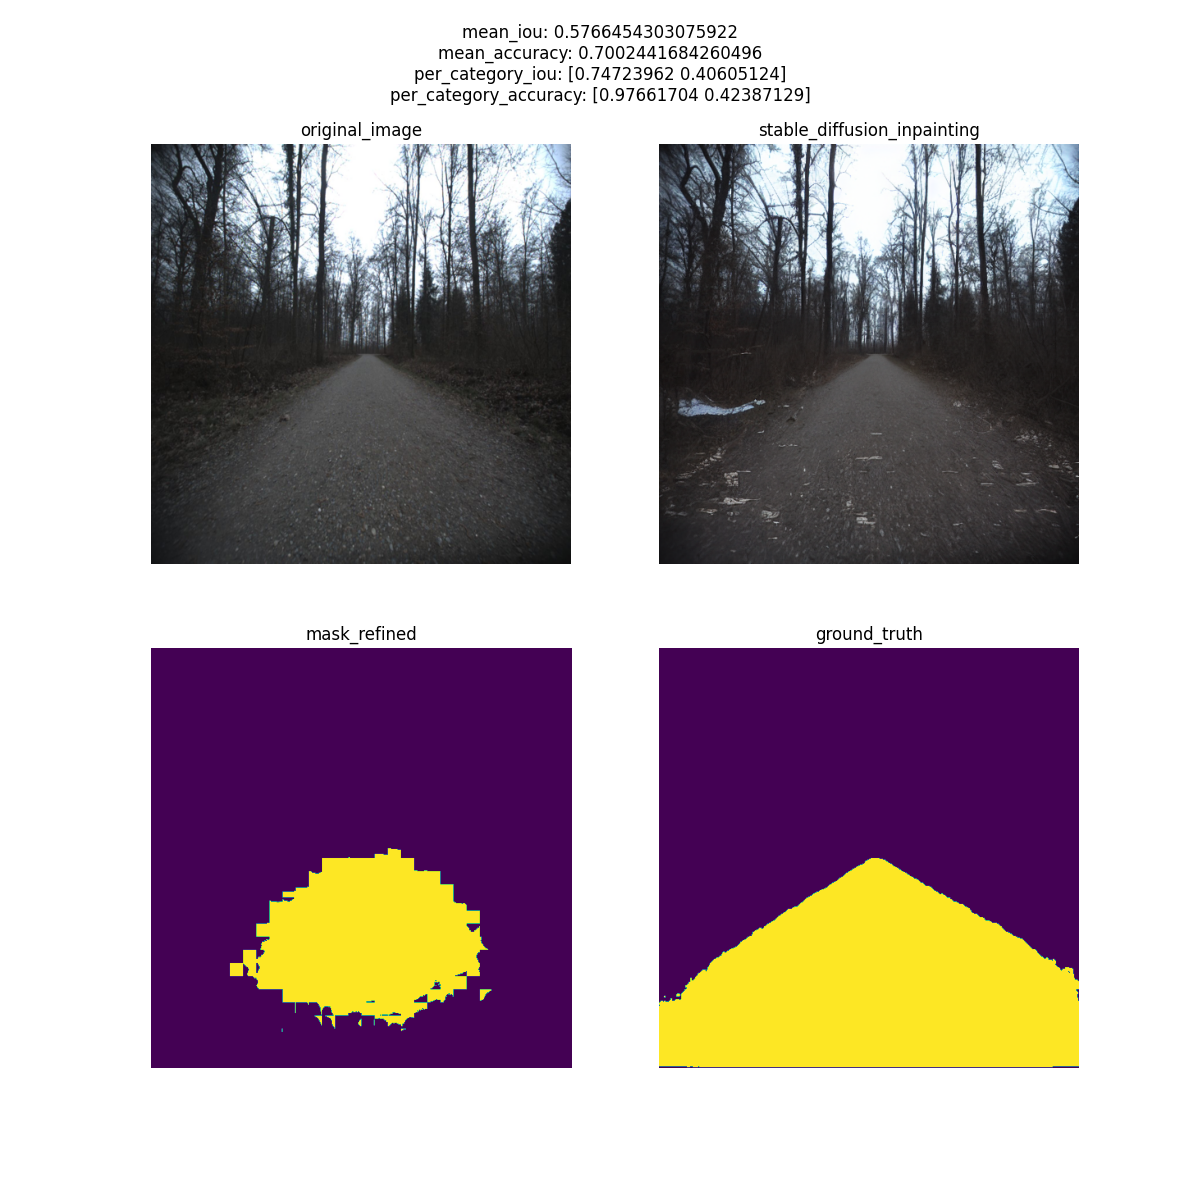 mean_iou: 0.5766454303075922
mean_accuracy: 0.7002441684260496
per_category_iou: [0.74723962 0.40605124]
per_category_accuracy: [0.97661704 0.42387129]
original_image
stable_diffusion_inpainting
mask_refined
ground_truth